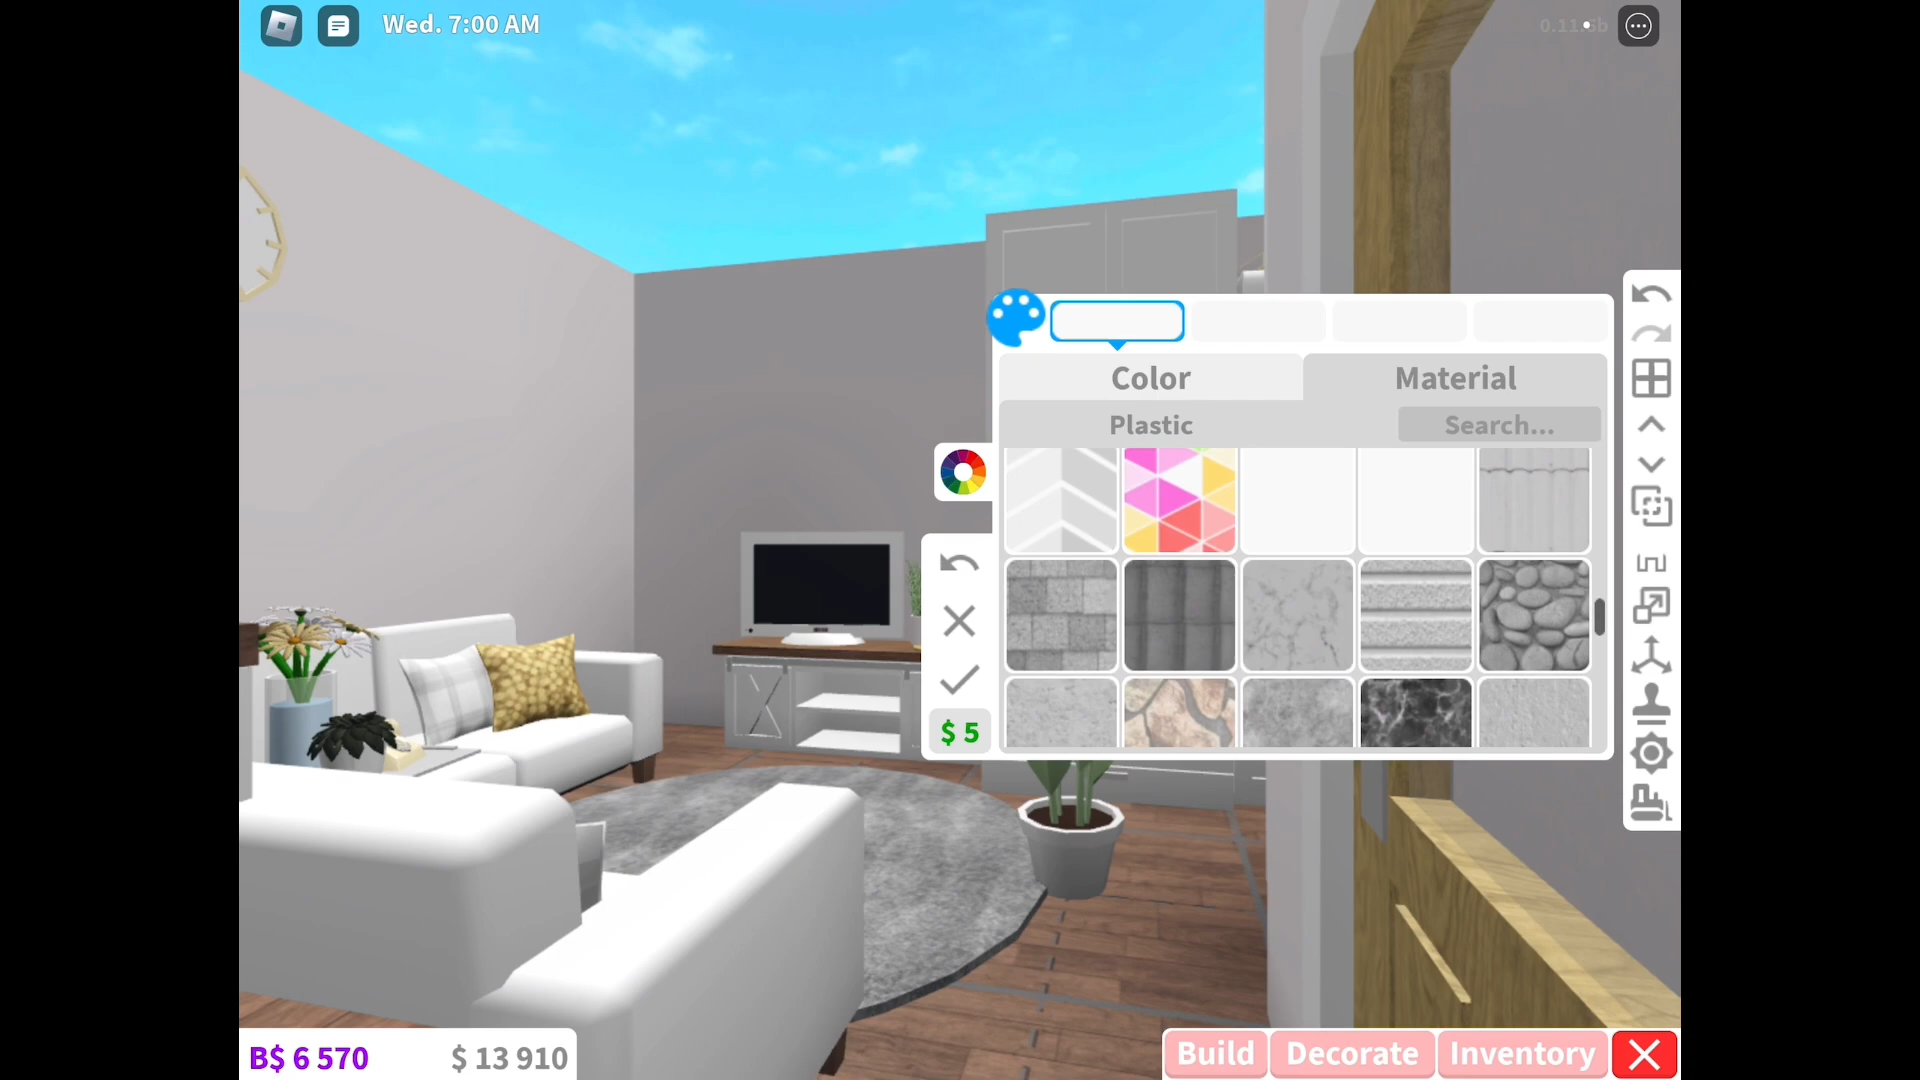 Wed. 7:00 AM
Color
Material
Plastic
Search...
$ 5
B$ 6 570
$ 13 910
Build
Decorate
Inventory